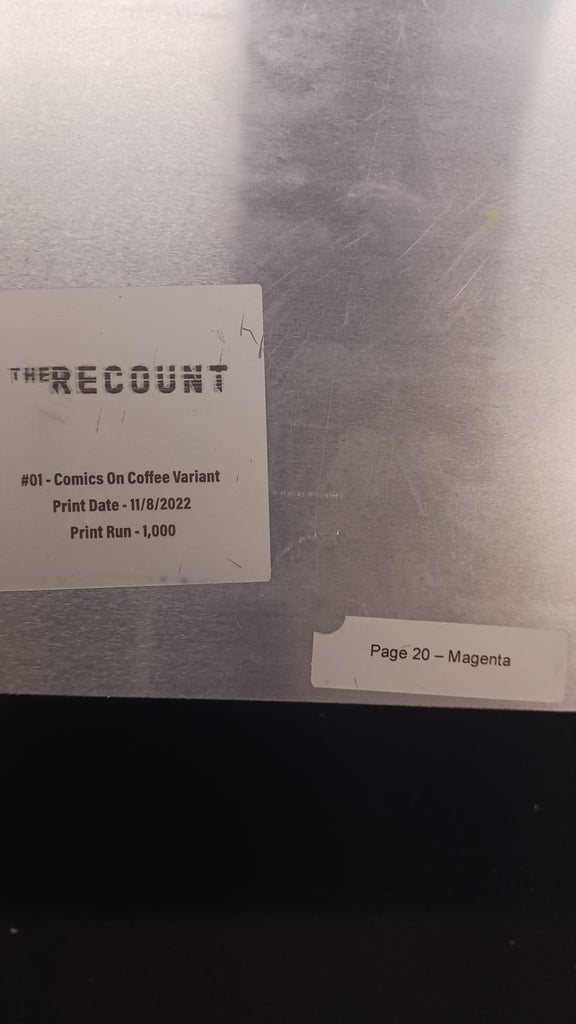 THE RECOUNT
#01 - Comics On Coffee Variant
Print Date - 11/8/2022
Print Run - 1,000
Page 20 – Magenta